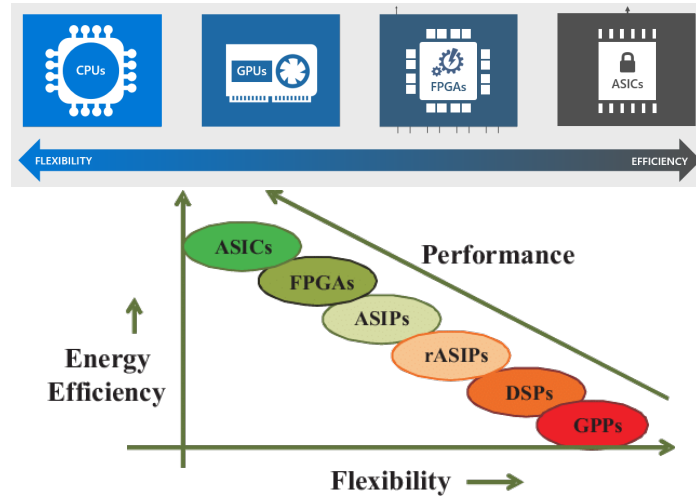 CPUs
GPUs
FPGAs
ASICs
FLEXIBILITY
EFFICIENCY
ASICs
Performance
FPGAs
ASIPs
Energy
Efficiency
rASIPs
DSPs
GPPs
Flexibility